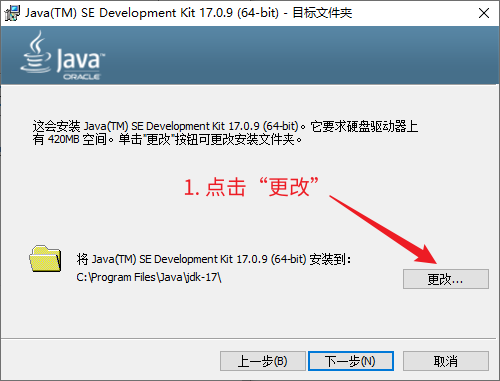 Java(TM) SE Development Kit 17.0.9 (64-bit) - 目标文件夹
Java
ORACLE
这会安装 Java(TM) SE Development Kit 17.0.9 (64-bit)。它要求硬盘驱动器上
有 420MB 空间。单击"更改"按钮可更改安装文件夹。
1. 点击“更改”
将 Java(TM) SE Development Kit 17.0.9 (64-bit) 安装到：
C:\Program Files\Java\jdk-17\
更改...
上一步(B)
下一步(N)
取消